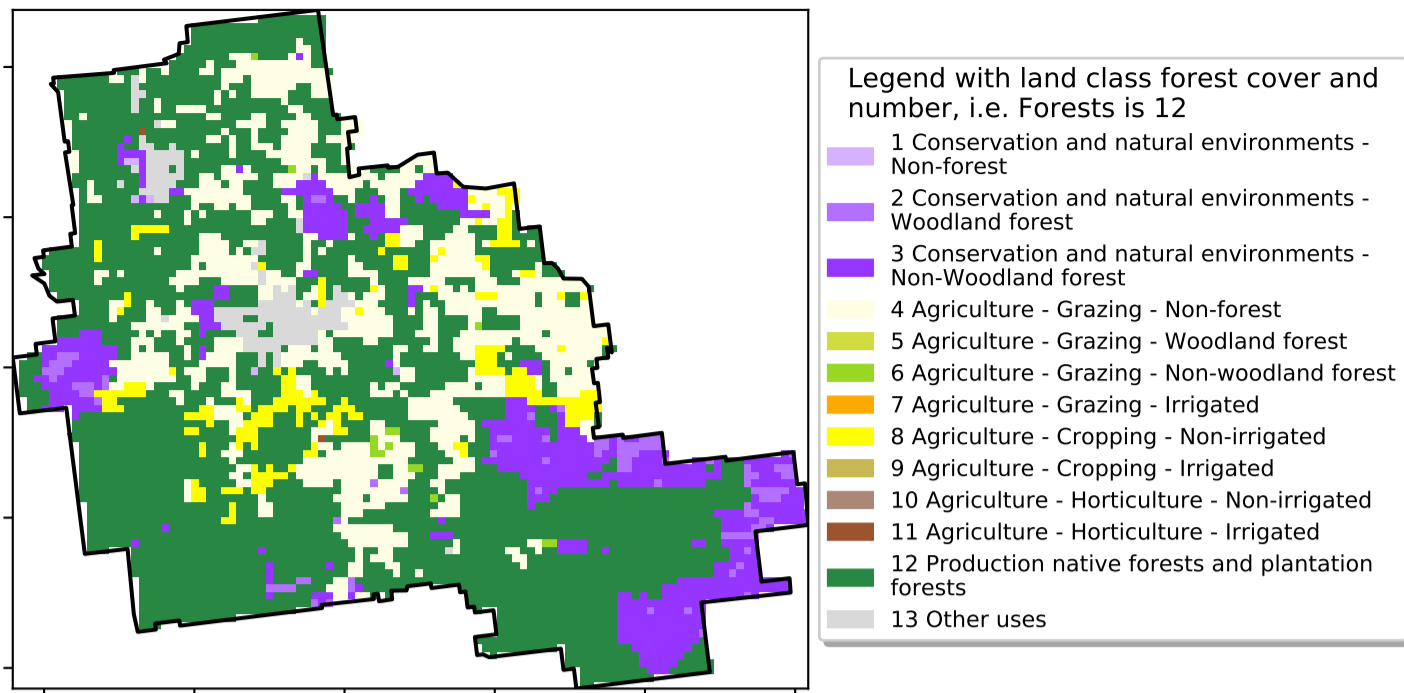 Legend with land class forest cover and
number, i.e. Forests is 12
1 Conservation and natural environments -
Non-forest
2 Conservation and natural environments -
Woodland forest
3 Conservation and natural environments -
Non-Woodland forest
4 Agriculture - Grazing - Non-forest
5 Agriculture - Grazing - Woodland forest
6 Agriculture - Grazing - Non-woodland forest
7 Agriculture - Grazing - Irrigated
8 Agriculture - Cropping - Non-irrigated
9 Agriculture - Cropping - Irrigated
10 Agriculture - Horticulture - Non-irrigated
11 Agriculture - Horticulture - Irrigated
12 Production native forests and plantation
forests
13 Other uses